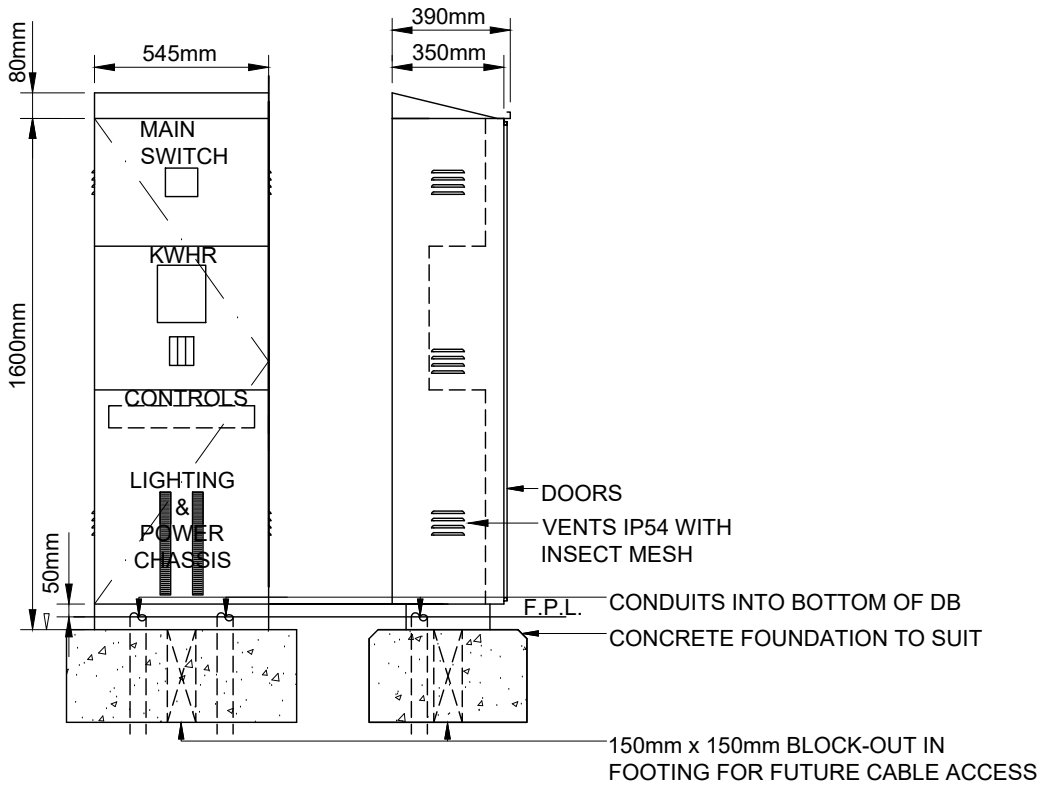 390mm
350mm
545mm
80mm
MAIN
SWITCH
KWHR
1600mm
CONTROLS
LIGHTING
&
POWER
CHASSIS
50mm
DOORS
VENTS IP54 WITH
INSECT MESH
F.P.L.
CONDUITS INTO BOTTOM OF DB
CONCRETE FOUNDATION TO SUIT
150mm x 150mm BLOCK-OUT IN
FOOTING FOR FUTURE CABLE ACCESS